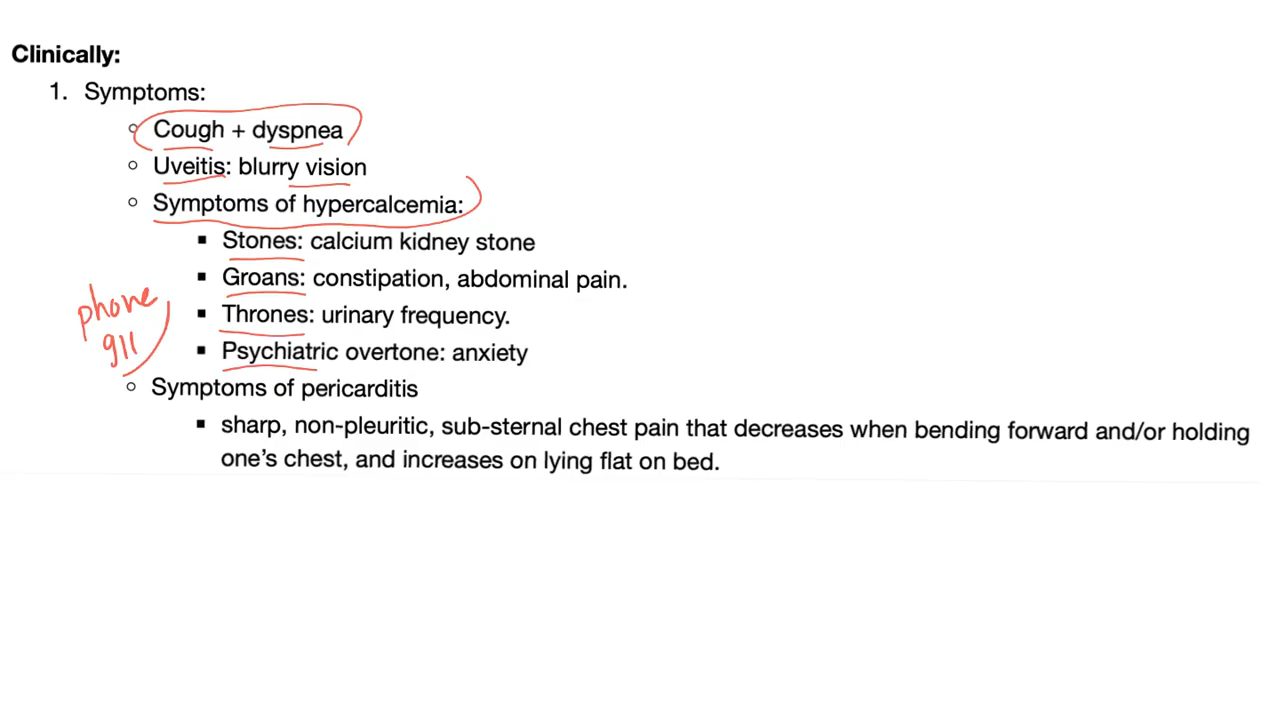 Clinically:
1. Symptoms:
○ Cough + dyspnea
○ Uveitis: blurry vision
○ Symptoms of hypercalcemia:
▪ Stones: calcium kidney stone
▪ Groans: constipation, abdominal pain.
phone
▪ Thrones: urinary frequency.
911
▪ Psychiatric overtone: anxiety
○ Symptoms of pericarditis
▪ sharp, non-pleuritic, sub-sternal chest pain that decreases when bending forward and/or holding
one's chest, and increases on lying flat on bed.